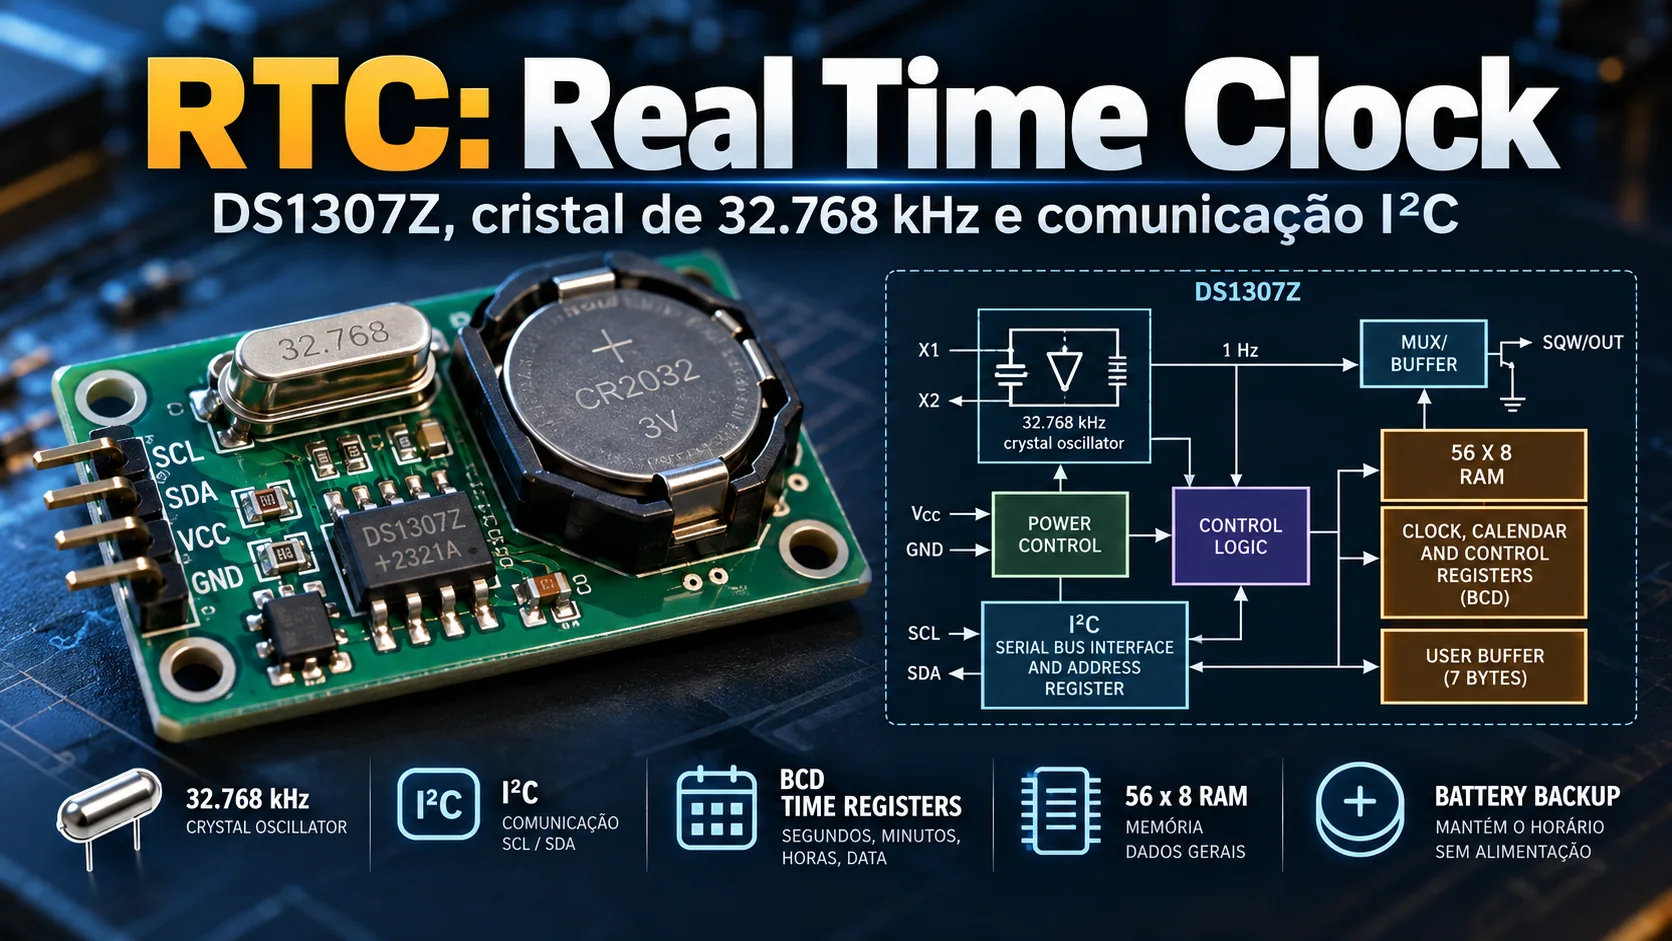 RTC: Real Time Clock
DS1307Z, cristal de 32.768 kHz e comunicação I²C
32.768
CR2032
3V
SCL
SDA
VCC
GND
DS1307Z
+2321A
DS1307Z
X1
X2
32.768 kHz
crystal oscillator
1 Hz
MUX/
BUFFER
SQW/OUT
56 X 8
RAM
VCC
GND
POWER
CONTROL
CONTROL
LOGIC
CLOCK, CALENDAR
AND CONTROL
REGISTERS
(BCD)
SCL
SDA
I²C
SERIAL BUS INTERFACE
AND ADDRESS
REGISTER
USER BUFFER
(7 BYTES)
32.768 kHz
CRYSTAL OSCILLATOR
I²C
I²C
COMUNICAÇÃO
SCL / SDA
BCD
TIME REGISTERS
SEGUNDOS, MINUTOS,
HORAS, DATA
56 x 8 RAM
MEMÓRIA
DADOS GERAIS
BATTERY BACKUP
MANTÉM O HORÁRIO
SEM ALIMENTAÇÃO